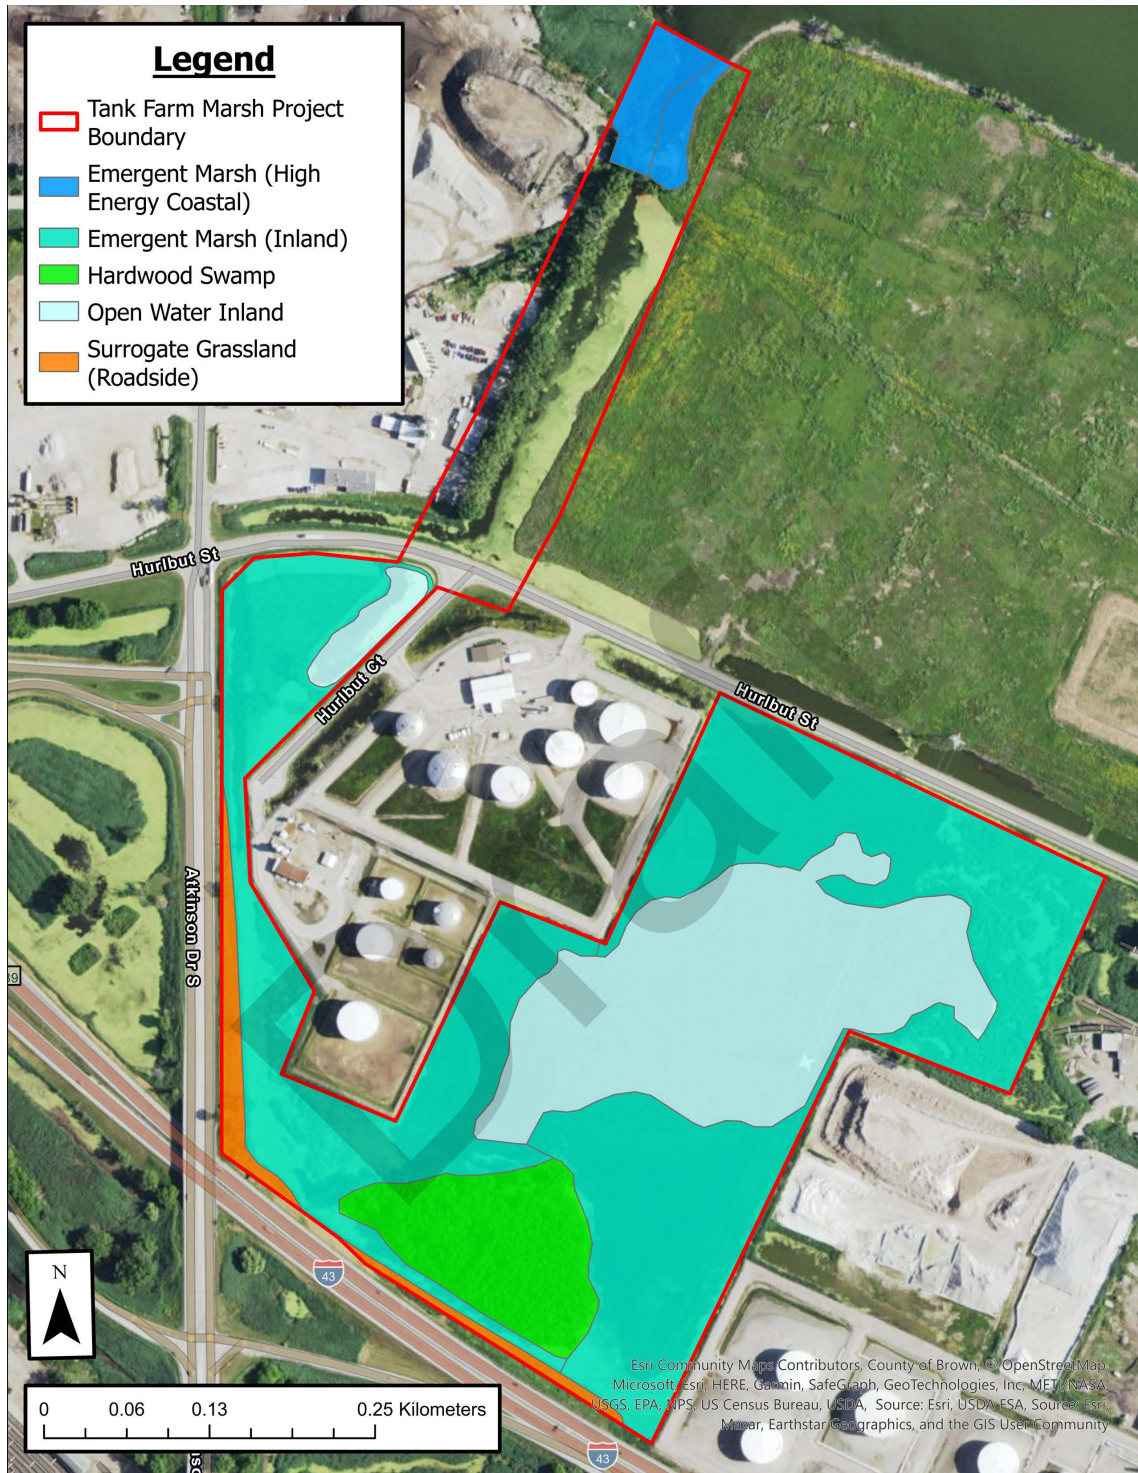 Legend
Tank Farm Marsh Project
Boundary
Emergent Marsh (High
Energy Coastal)
Emergent Marsh (Inland)
Hardwood Swamp
Open Water Inland
Surrogate Grassland
(Roadside)
Hurlbut St
Hurlbut Ct
Hurlbut St
Atkinson Dr S
Draft
43
N
Esri Community Maps Contributors, County of Brown, © OpenStreetMap,
Microsoft, Esri, HERE, Garmin, SafeGraph, GeoTechnologies, Inc, METI/NASA,
USGS, EPA, NPS, US Census Bureau, USDA, Source: Esri, USDA FSA, Source: Esri,
Maxar, Earthstar Geographics, and the GIS User Community
0 0.06 0.13 0.25 Kilometers
43